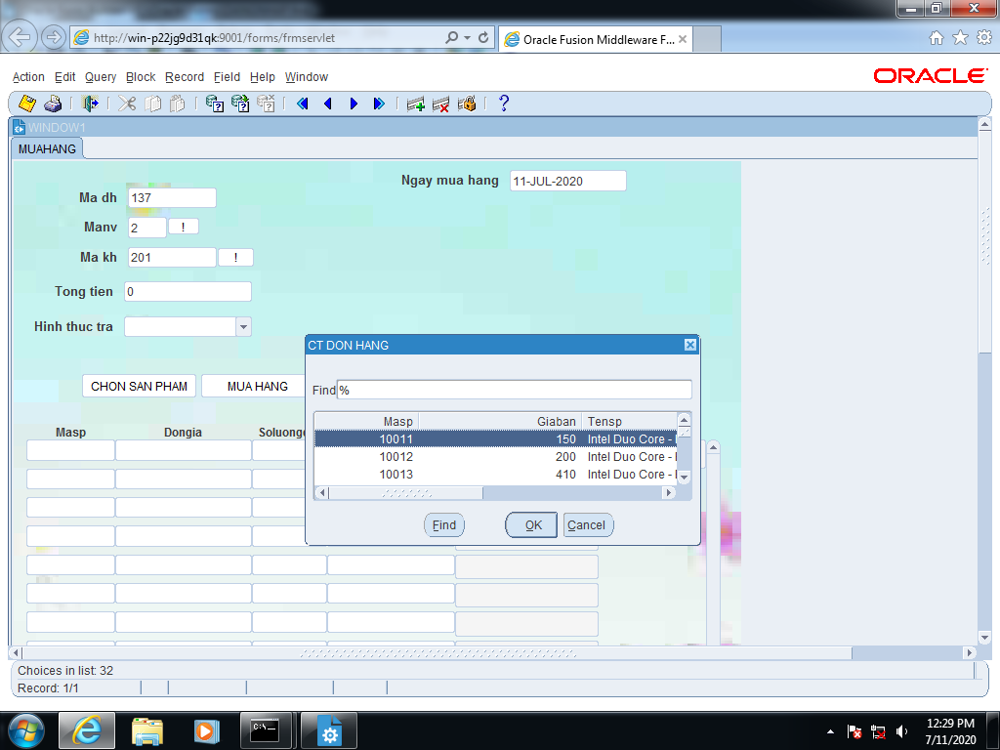 http://win-p22jg9d31qk:9001/forms/frmservlet
Oracle Fusion Middleware F...
Action Edit Query Block Record Field Help Window
ORACLE
WINDOW1
MUAHANG
Ngay mua hang 11-JUL-2020
Ma dh 137
Manv 2 !
Ma kh 201 !
Tong tien 0
Hinh thuc tra
CHON SAN PHAM MUA HANG
Masp Dongia Soluong
CT DON HANG
Find %
Masp Giaban Tensp
10011 150 Intel Duo Core -
10012 200 Intel Duo Core -
10013 410 Intel Duo Core -
Find OK Cancel
Choices in list: 32
Record: 1/1
C:\_
12:29 PM
7/11/2020